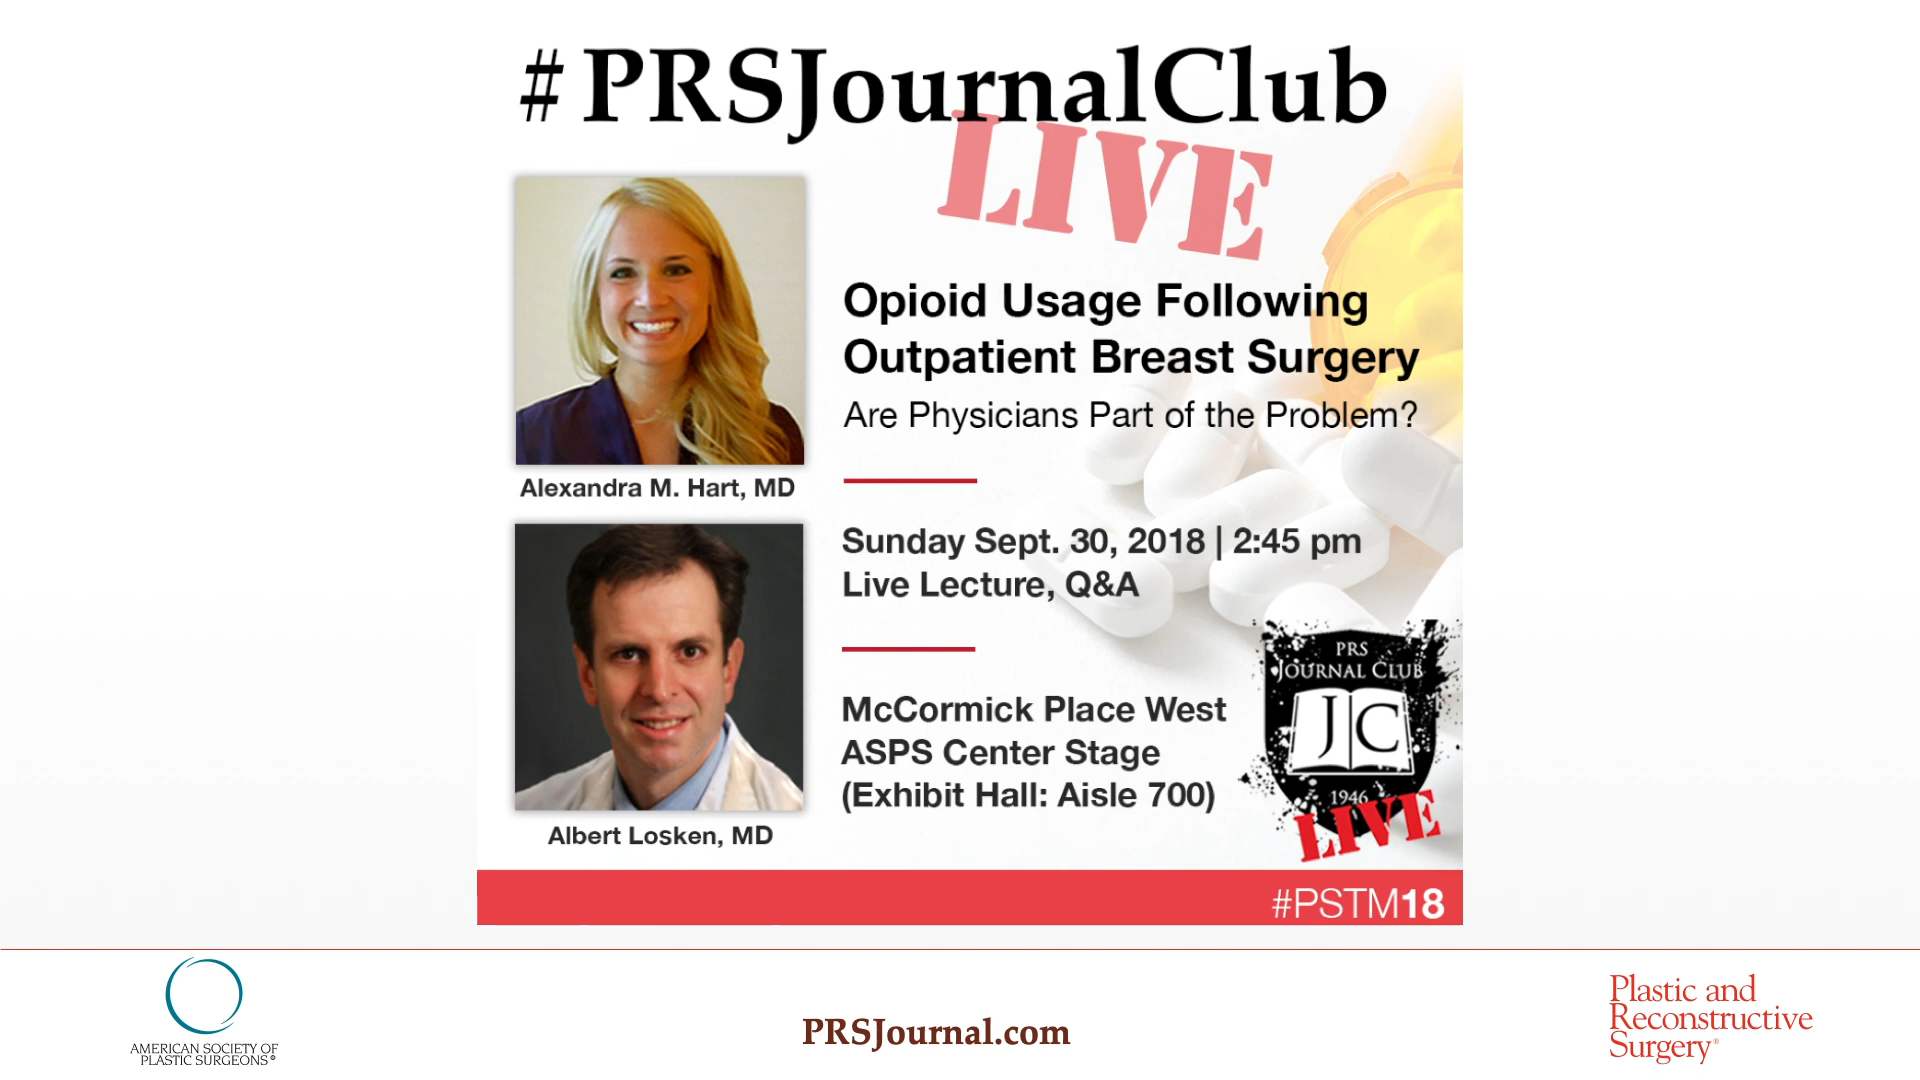 #PRSJournalClub
LIVE
Alexandra M. Hart, MD
Albert Losken, MD
Opioid Usage Following
Outpatient Breast Surgery
Are Physicians Part of the Problem?
Sunday Sept. 30, 2018 | 2:45 pm
Live Lecture, Q&A
McCormick Place West
ASPS Center Stage
(Exhibit Hall: Aisle 700)
PRS
JOURNAL CLUB
J C
1946
LIVE
#PSTM18
AMERICAN SOCIETY OF
PLASTIC SURGEONS®
PRSJournal.com
Plastic and
Reconstructive
Surgery®